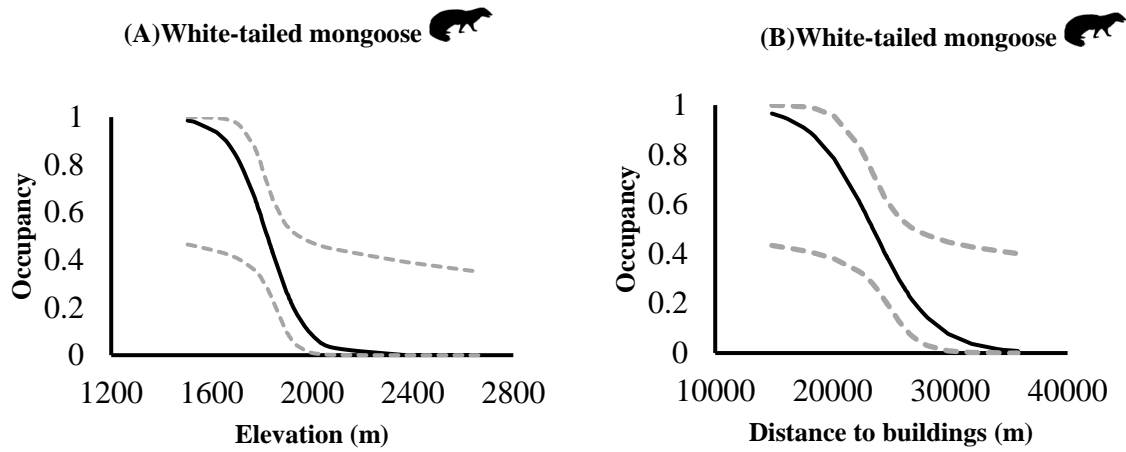 (A)White-tailed mongoose
1
0.8
0.6
0.4
0.2
0
Occupancy
1200 1600 2000 2400 2800
Elevation (m)
(B)White-tailed mongoose
1
0.8
0.6
0.4
0.2
0
Occupancy
10000 20000 30000 40000
Distance to buildings (m)